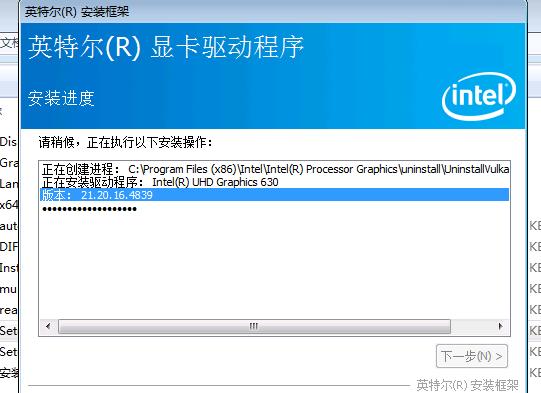 英特尔(R) 安装框架
英特尔(R) 显卡驱动程序
安装进度
intel
请稍候，正在执行以下安装操作:
正在创建进程: C:\Program Files (x86)\Intel\Intel(R) Processor Graphics\uninstall\UninstallVulka
正在安装驱动程序: Intel(R) UHD Graphics 630
版本: 21.20.16.4839
•••••••••••••••••••
下一步(N) >
英特尔(R) 安装框架
文档
Dis
Gra
Lan
x64
auto
DIF
Inst
mu
rea
Set
Set
安装
KE
KE
KE
KE
KE
KE
KE
KE